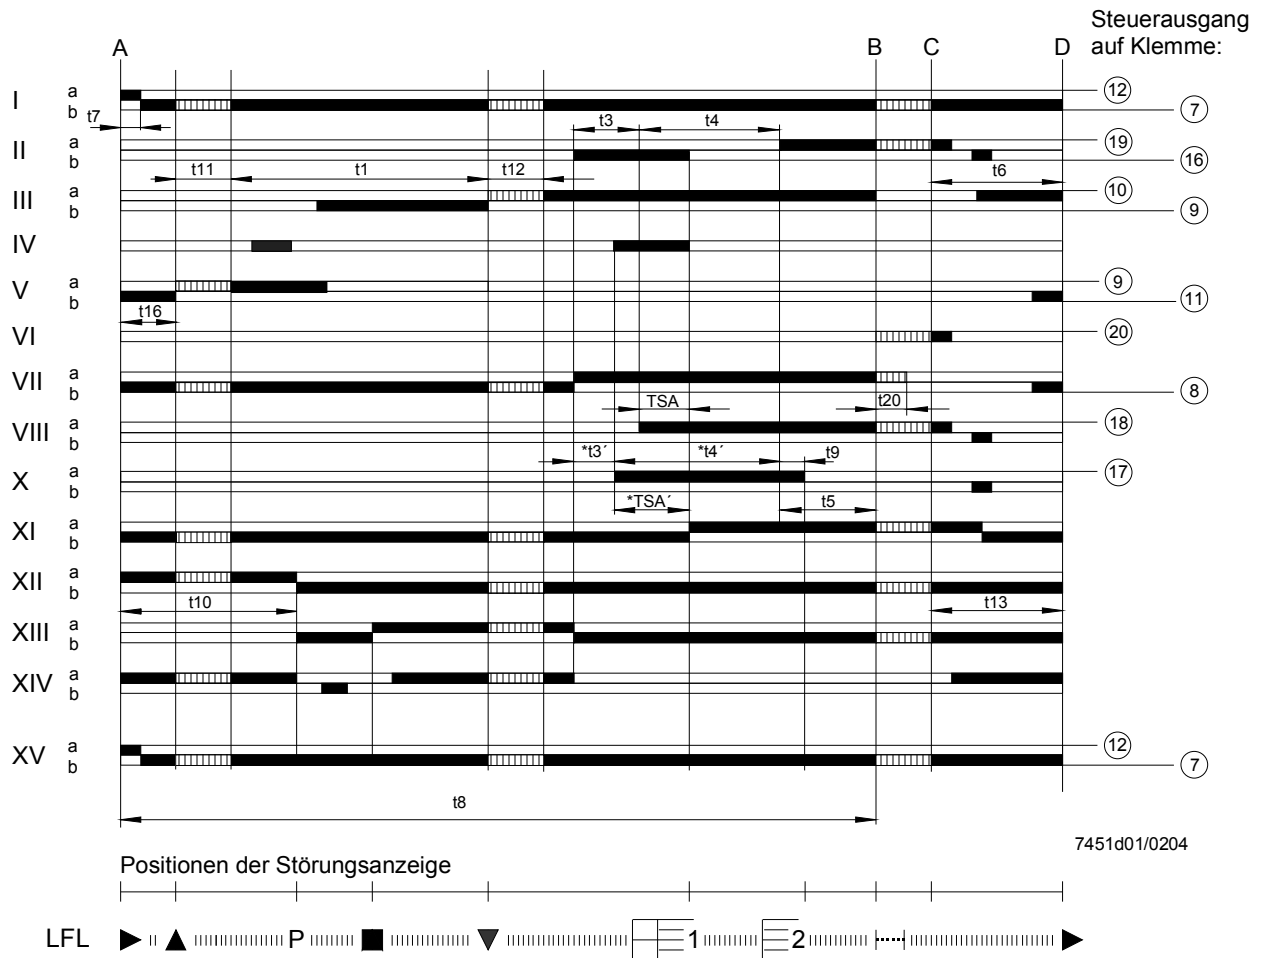 Steuerausgang
auf Klemme:
A B C D
I a 12
b 7
t7 t3 t4
II a 19
b 16
t11 t1 t12 t6
III a 10
b 9
IV
V a 9
b 11
t16
VI 20
VII a
b 8
TSA t20
VIII a 18
b
*t3´ *t4´ t9
X a 17
b
*TSA´ t5
XI a
b
XII a
b
t10 t13
XIII a
b
XIV a
b
XV a 12
b 7
t8
7451d01/0204
Positionen der Störungsanzeige
LFL P 1 2